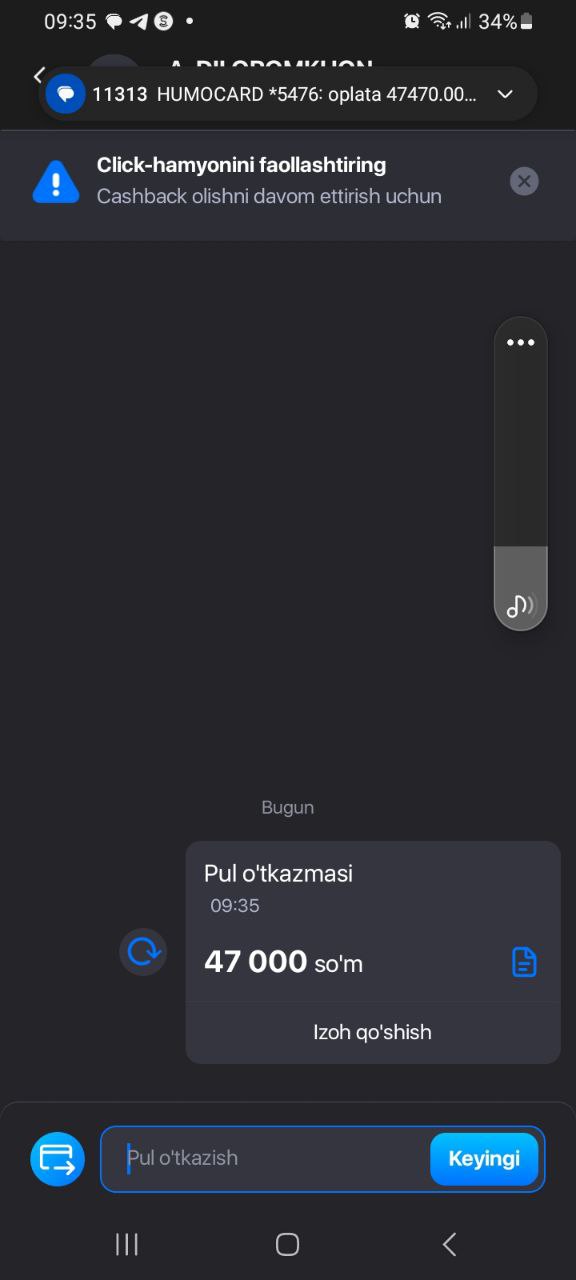 09:35
34%
A. DILOROMKHON
11313 HUMOCARD *5476: oplata 47470.00...
Click-hamyonini faollashtiring
Cashback olishni davom ettirish uchun
Bugun
Pul o'tkazmasi
09:35
47 000 so'm
Izoh qo'shish
Pul o'tkazish
Keyingi